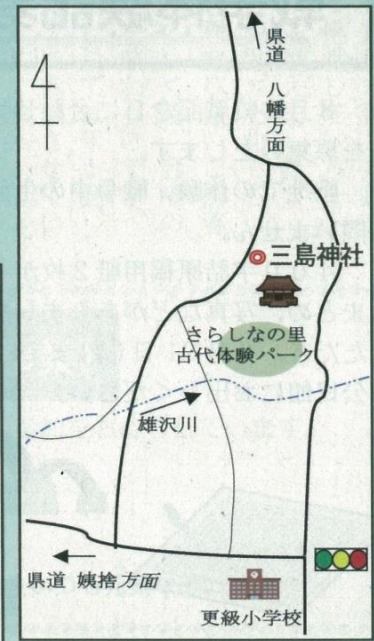 県道 八幡方面
三島神社
さらしなの里
古代体験パーク
雄沢川
県道 姨捨方面
更級小学校